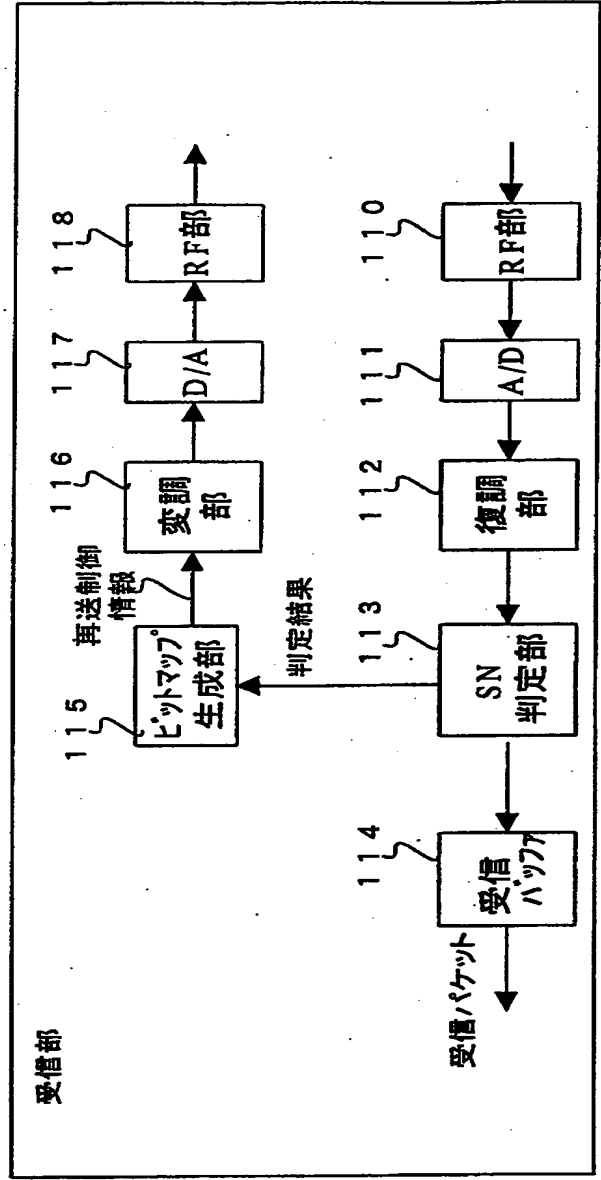 受信部
115
ビットマップ
生成部
再送制御
情報
116
変調
部
117
D/A
118
RF部
判定結果
受信パケット
114
受信
バッファ
113
SN
判定部
112
復調
部
111
A/D
110
RF部